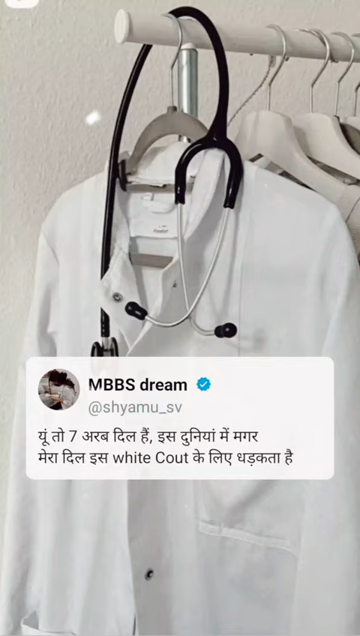 MBBS dream
@shyamu_sv
यूं तो 7 अरब दिल हैं, इस दुनियां में मगर
मेरा दिल इस white Cout के लिए धड़कता है